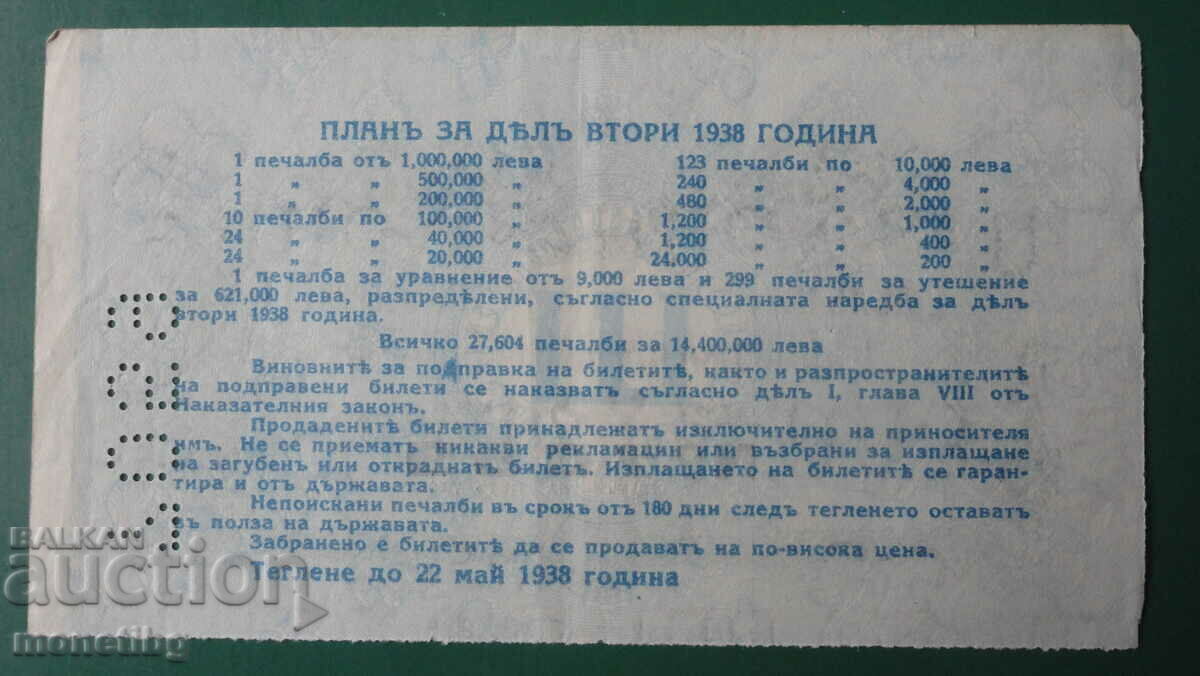 ПЛАНЪ ЗА ДѢЛЪ ВТОРИ 1938 ГОДИНА
1 печалба отъ 1,000,000 лева 123 печалби по 10,000 лева
1 „ „ 500,000 „ 240 „ „ 4,000 „
1 „ „ 200,000 „ 480 „ „ 2,000 „
10 печалби по 100,000 „ 1,200 „ „ 1,000 „
24 „ „ 40,000 „ 1,200 „ „ 400 „
24 „ „ 20,000 „ 24,000 „ „ 200 „
1 печалба за уравнение отъ 9,000 лева и 299 печалби за утешение
за 621,000 лева, разпредѣлени, съгласно специалната наредба за дѣлъ
втори 1938 година.
Всичко 27,604 печалби за 14,400,000 лева
Виновнитѣ за подправка на билетитѣ, както и разпространителитѣ
на подправени билети се наказватъ съгласно дѣлъ I, глава VIII отъ
Наказателния законъ.
Продаденитѣ билети принадлежатъ изключително на приносителя
имъ. Не се приематъ никакви рекламации или възбрани за изплащане
на загубенъ или откраднатъ билетъ. Изплащането на билетитѣ се гаран-
тира и отъ държавата.
Непоискани печалби въ срокъ отъ 180 дни следъ тегленето оставатъ
въ полза на държавата.
Забранено е билетитѣ да се продаватъ на по-висока цена.
Теглене до 22 май 1938 година
BALKAN
auction
monetibg